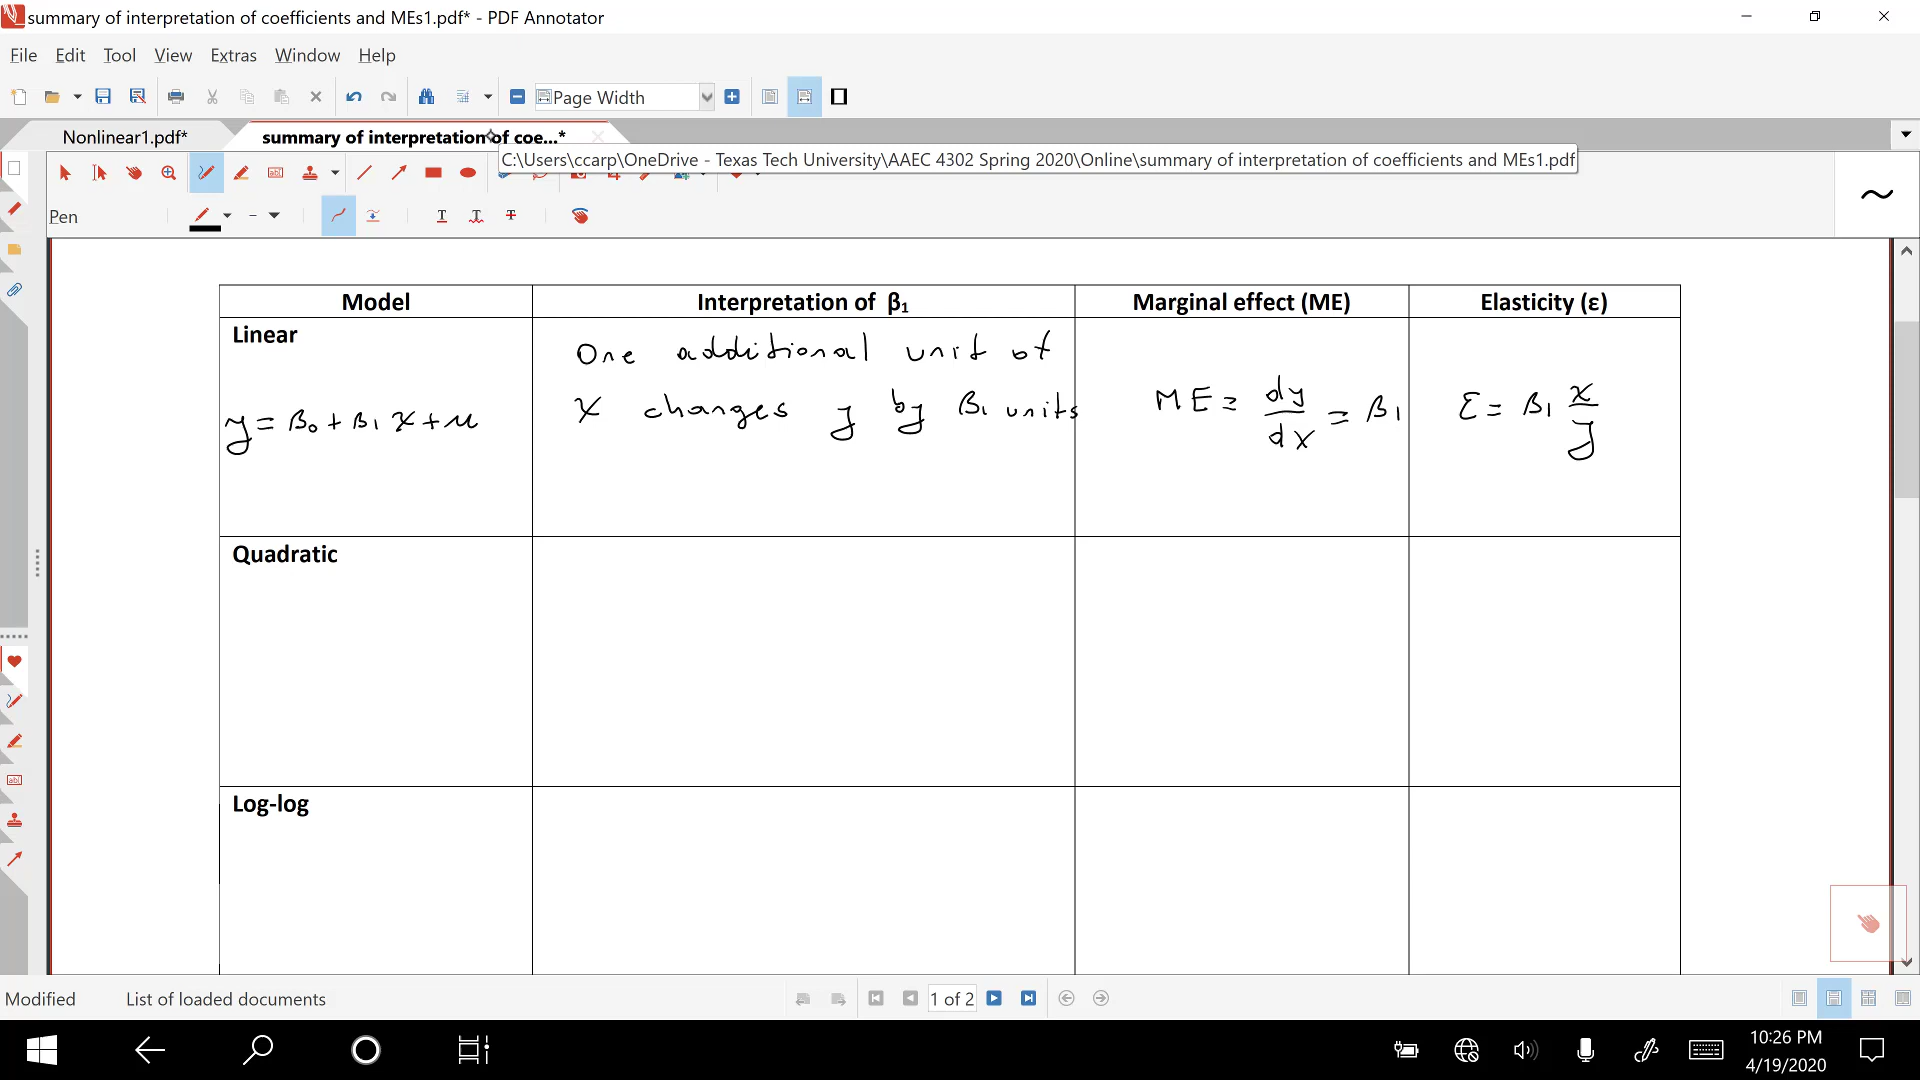 summary of interpretation of coefficients and MEs1.pdf* - PDF Annotator
File Edit Tool View Extras Window Help
Page Width
Nonlinear1.pdf* summary of interpretation of coe...*
C:\Users\ccarp\OneDrive - Texas Tech University\AAEC 4302 Spring 2020\Online\summary of interpretation of coefficients and MEs1.pdf
Pen
Model Interpretation of β₁ Marginal effect (ME) Elasticity (ε)
Linear
One additional unit of
x changes y by β₁ units
y = β₀ + β₁ x + u
ME = dy/dx = β₁
ε = β₁ x/y
Quadratic
Log-log
Modified List of loaded documents 1 of 2
10:26 PM
4/19/2020